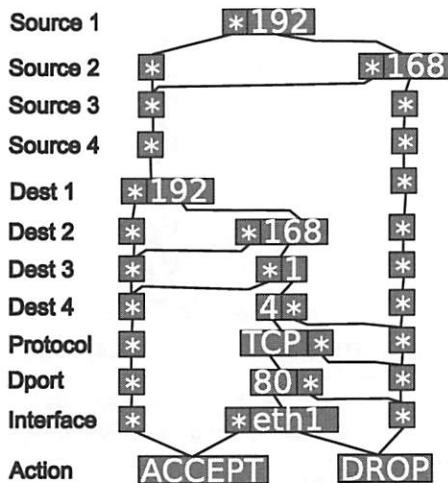 Source 1 * 192
Source 2 * * 168
Source 3 * *
Source 4 * *
Dest 1 * 192 *
Dest 2 * * 168 *
Dest 3 * * 1 *
Dest 4 * 4 * *
Protocol * TCP * *
Dport * 80 * *
Interface * * eth1 *
Action ACCEPT DROP